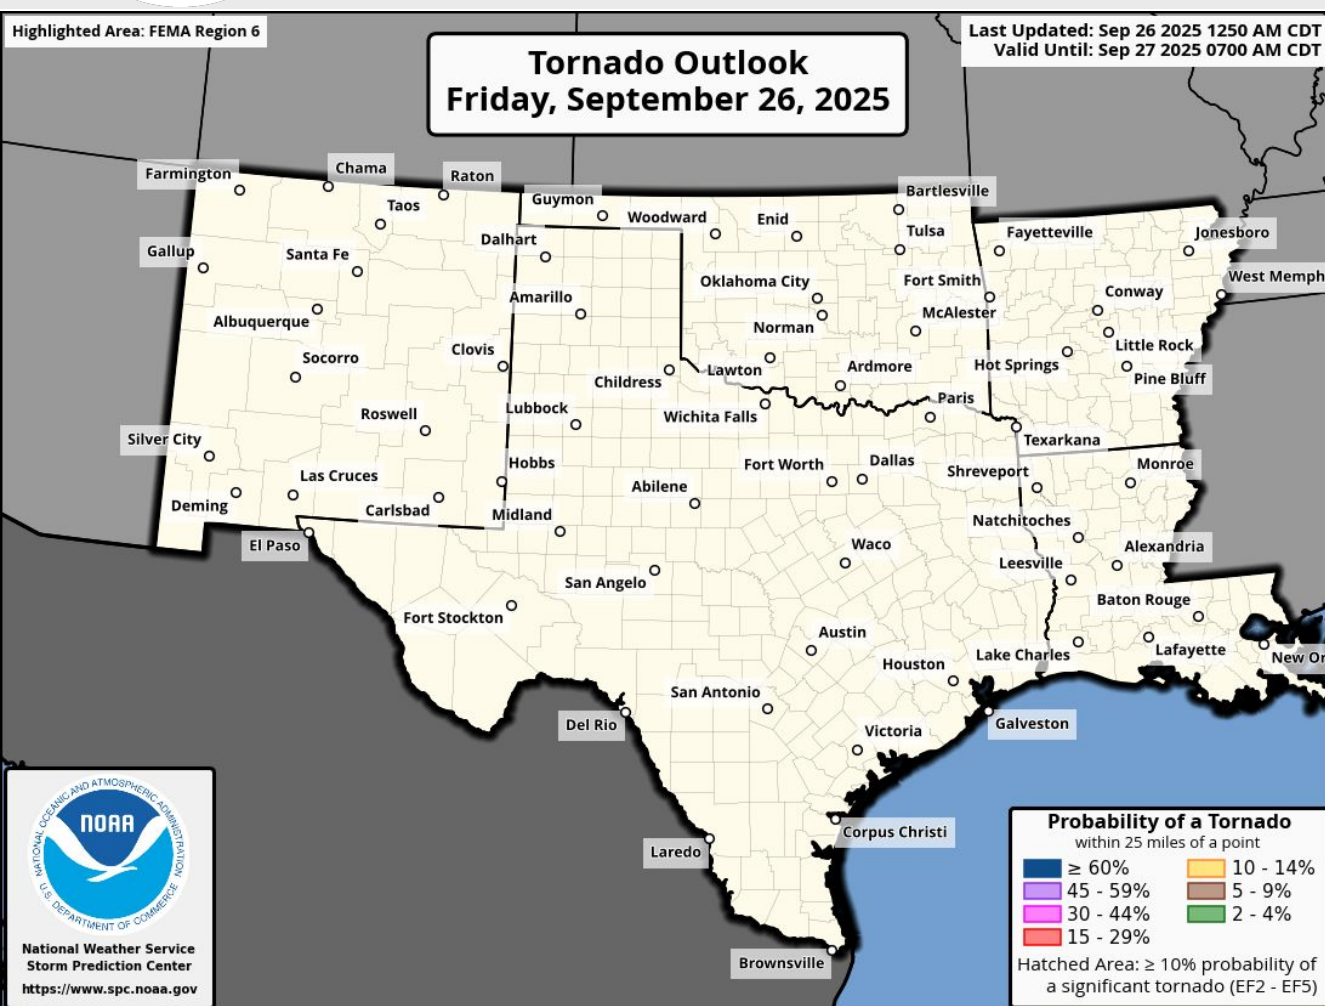 Highlighted Area: FEMA Region 6
Last Updated: Sep 26 2025 1250 AM CDT
Valid Until: Sep 27 2025 0700 AM CDT
Tornado Outlook
Friday, September 26, 2025
Farmington
Chama
Raton
Taos
Guymon
Woodward
Enid
Bartlesville
Tulsa
Fayetteville
Jonesboro
Gallup
Santa Fe
Dalhart
Oklahoma City
Fort Smith
West Memph
Conway
Amarillo
Albuquerque
Norman
McAlester
Little Rock
Socorro
Clovis
Childress
Lawton
Ardmore
Hot Springs
Pine Bluff
Roswell
Lubbock
Wichita Falls
Paris
Texarkana
Silver City
Las Cruces
Hobbs
Fort Worth
Dallas
Shreveport
Monroe
Deming
Carlsbad
Midland
Abilene
Natchitoches
El Paso
Waco
Alexandria
San Angelo
Leesville
Fort Stockton
Baton Rouge
Austin
Houston
Lake Charles
Lafayette
New Or
San Antonio
Del Rio
Victoria
Galveston
Corpus Christi
Laredo
Brownsville
NATIONAL OCEANIC AND ATMOSPHERIC ADMINISTRATION
NOAA
U.S. DEPARTMENT OF COMMERCE
National Weather Service
Storm Prediction Center
https://www.spc.noaa.gov
Probability of a Tornado
within 25 miles of a point
≥ 60%
10 - 14%
45 - 59%
5 - 9%
30 - 44%
2 - 4%
15 - 29%
Hatched Area: ≥ 10% probability of
a significant tornado (EF2 - EF5)